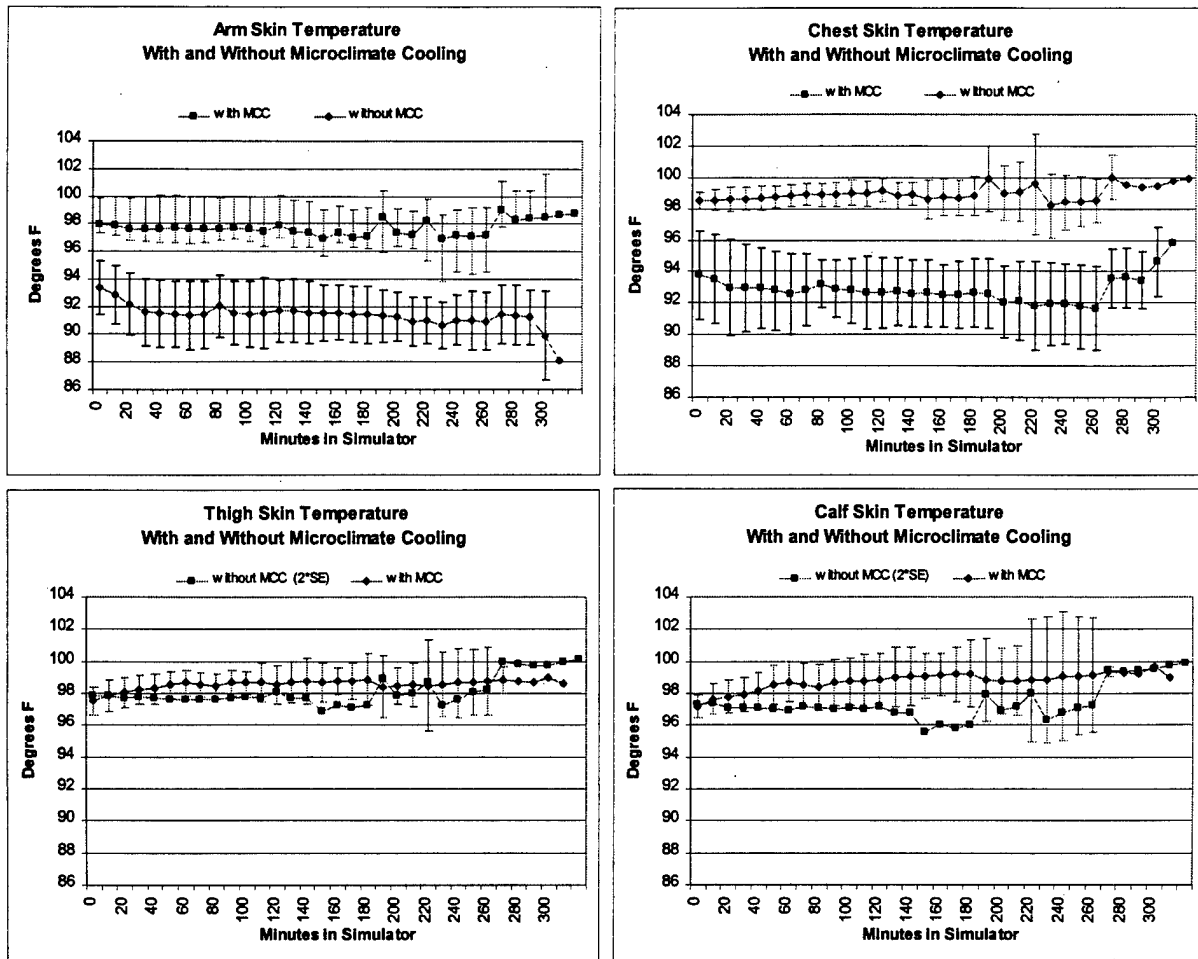 Arm Skin Temperature
With and Without Microclimate Cooling
with MCC without MCC
104
102
100
98
96
94
92
90
88
86
Degrees F
0 20 40 60 80 100 120 140 160 180 200 220 240 260 280 300
Minutes in Simulator
Chest Skin Temperature
With and Without Microclimate Cooling
with MCC without MCC
104
102
100
98
96
94
92
90
88
86
Degrees F
0 20 40 60 80 100 120 140 160 180 200 220 240 260 280 300
Minutes in Simulator
Thigh Skin Temperature
With and Without Microclimate Cooling
without MCC (2*SE) with MCC
104
102
100
98
96
94
92
90
88
86
Degrees F
0 20 40 60 80 100 120 140 160 180 200 220 240 260 280 300
Minutes in Simulator
Calf Skin Temperature
With and Without Microclimate Cooling
without MCC (2*SE) with MCC
104
102
100
98
96
94
92
90
88
86
Degrees F
0 20 40 60 80 100 120 140 160 180 200 220 240 260 280 300
Minutes in Simulator